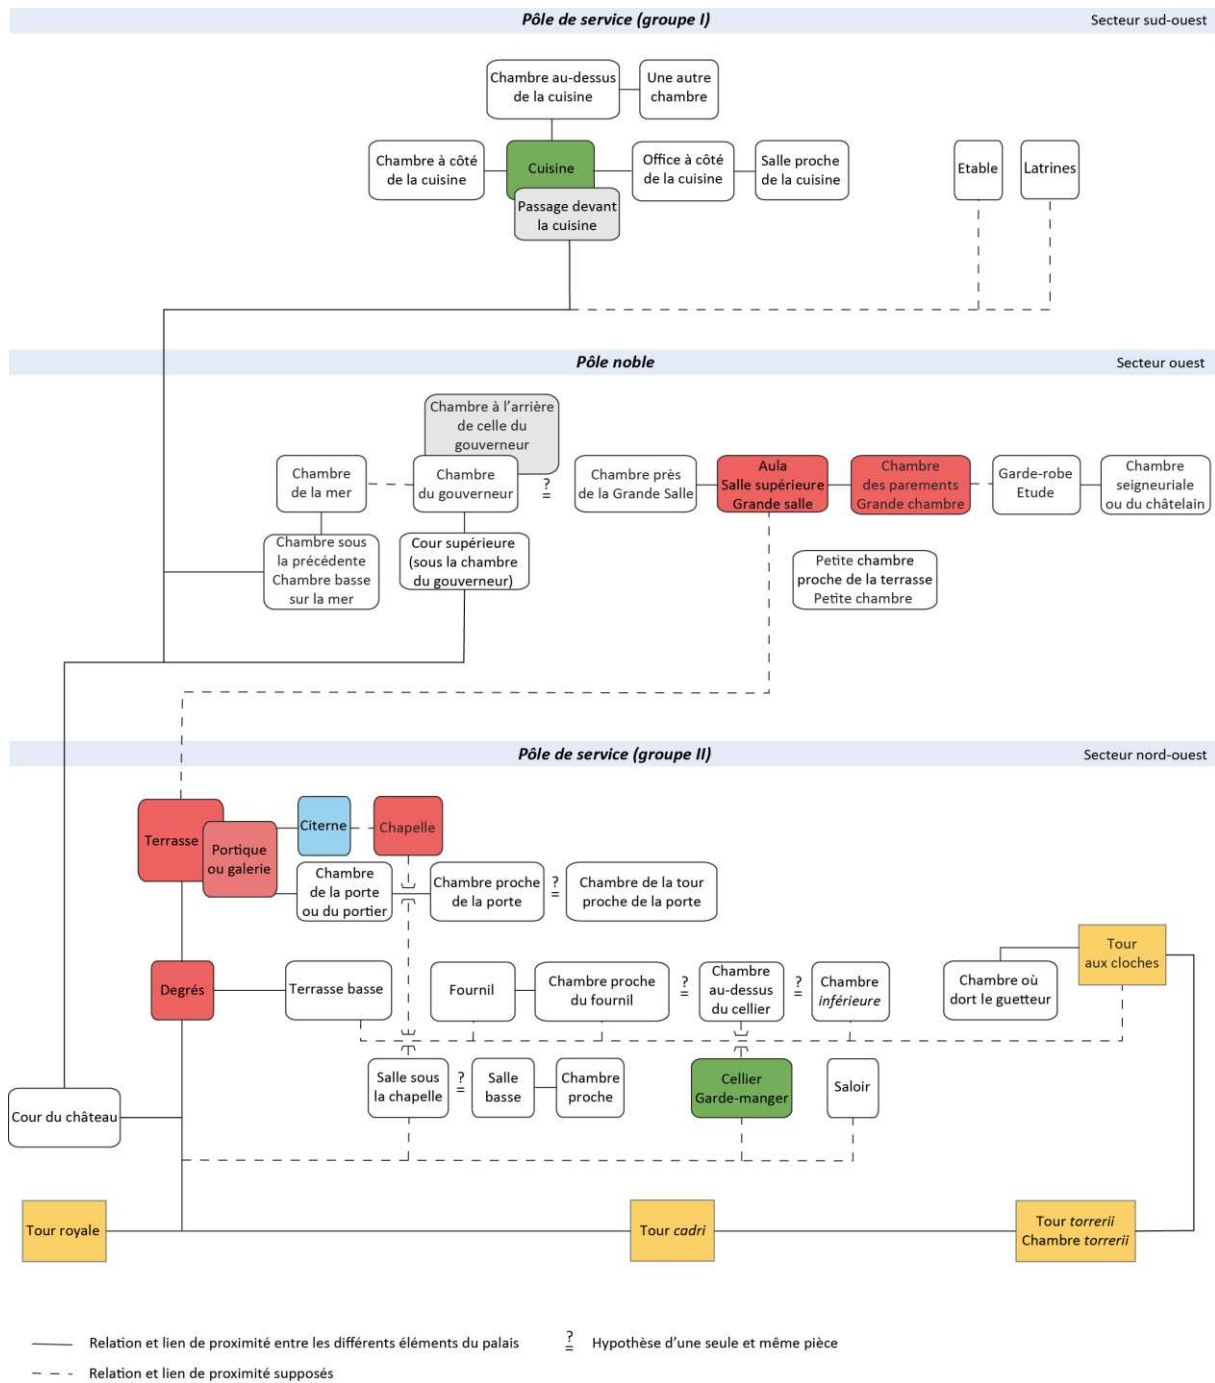 Pôle de service (groupe I)
Secteur sud-ouest
Chambre au-dessus
de la cuisine
Une autre
chambre
Chambre à côté
de la cuisine
Cuisine
Office à côté
de la cuisine
Salle proche
de la cuisine
Etable
Latrines
Passage devant
la cuisine
Pôle noble
Secteur ouest
Chambre à l'arrière
de celle du
gouverneur
Chambre
de la mer
Chambre
du gouverneur
?
=
Chambre près
de la Grande Salle
Aula
Salle supérieure
Grande salle
Chambre
des parements
Grande chambre
Garde-robe
Etude
Chambre
seigneuriale
ou du châtelain
Chambre sous
la précédente
Chambre basse
sur la mer
Cour supérieure
(sous la chambre
du gouverneur)
Petite chambre
proche de la terrasse
Petite chambre
Pôle de service (groupe II)
Secteur nord-ouest
Terrasse
Portique
ou galerie
Citerne
Chapelle
Chambre
de la porte
ou du portier
Chambre proche
de la porte
?
=
Chambre de la tour
proche de la porte
Tour
aux cloches
Degrés
Terrasse basse
Fournil
Chambre proche
du fournil
?
=
Chambre
au-dessus
du cellier
?
=
Chambre
inférieure
Chambre où
dort le guetteur
Salle sous
la chapelle
?
=
Salle
basse
Chambre
proche
Cellier
Garde-manger
Saloir
Cour du château
Tour royale
Tour cadri
Tour torrerii
Chambre torrerii
Relation et lien de proximité entre les différents éléments du palais
?
=
Hypothèse d'une seule et même pièce
Relation et lien de proximité supposés